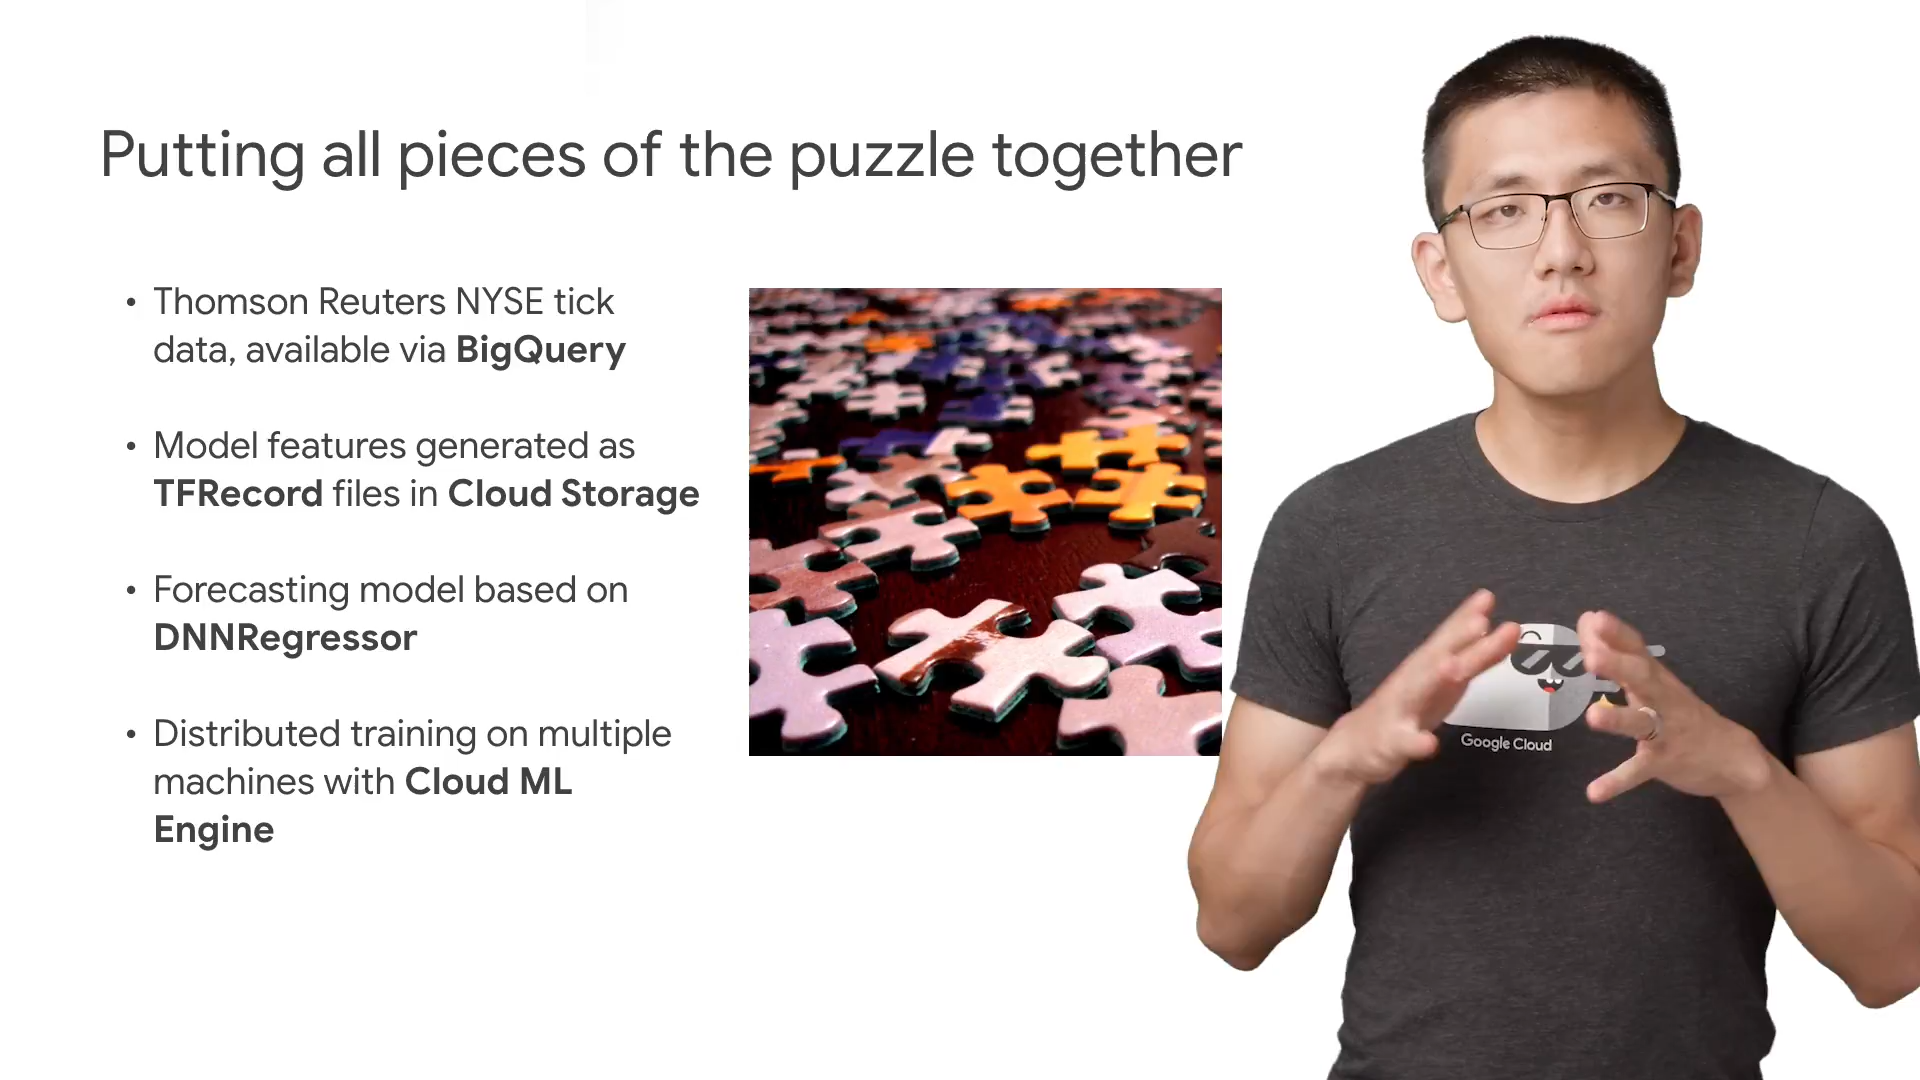 Putting all pieces of the puzzle together
• Thomson Reuters NYSE tick
data, available via BigQuery
• Model features generated as
TFRecord files in Cloud Storage
• Forecasting model based on
DNNRegressor
• Distributed training on multiple
machines with Cloud ML
Engine
Google Cloud